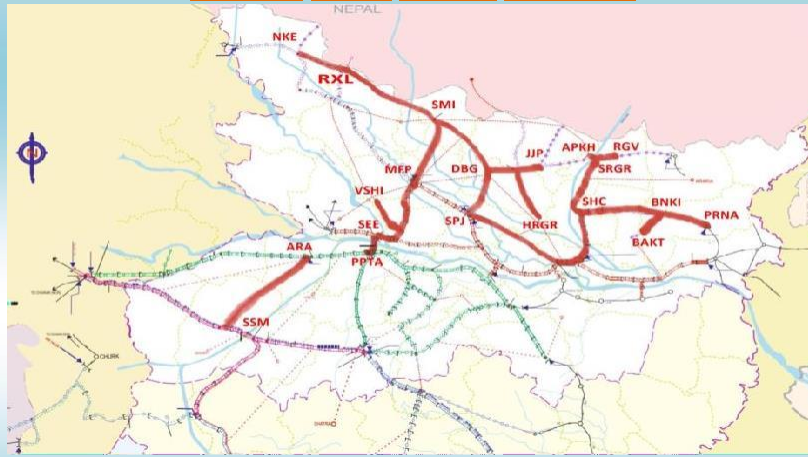 NEPAL
NKE
RXL
SMI
MFP
DBG
JJP
APKH
RGV
SRGR
VSHI
SHC
BNKI
PRNA
SEE
SPJ
HRGR
BAKT
ARA
PPTA
SSM
CHURK
N